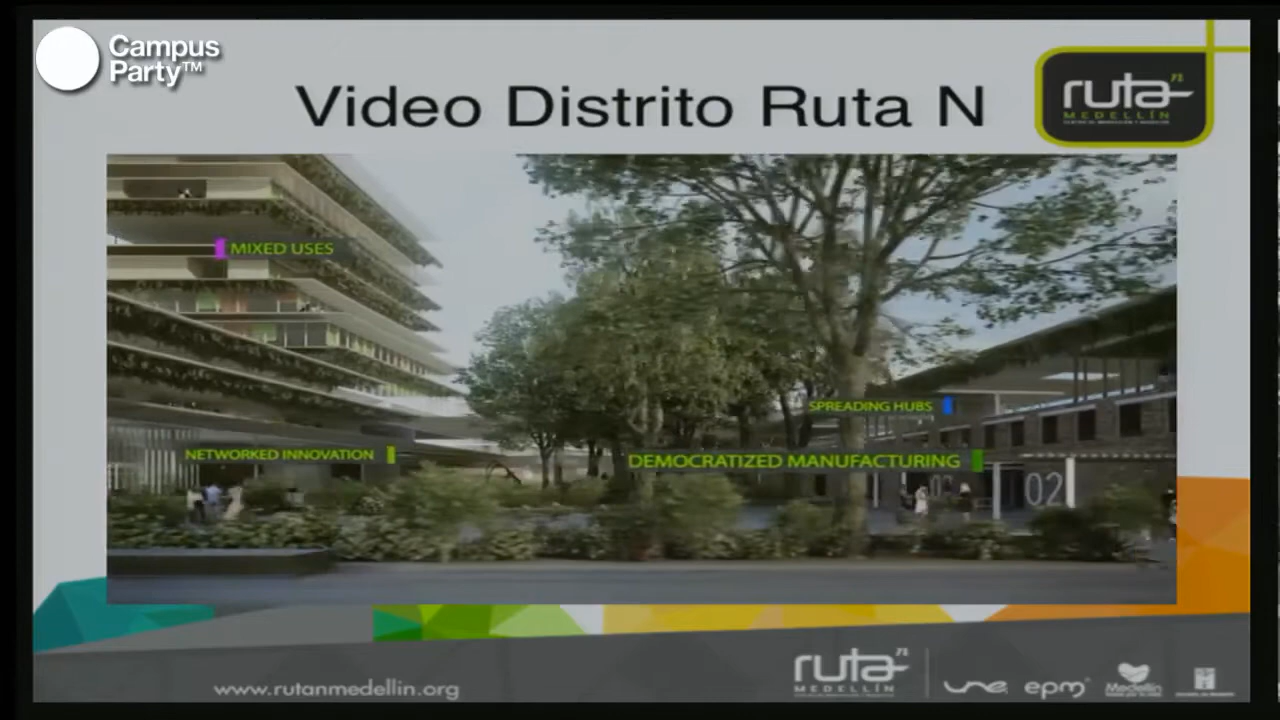 Campus
Party™
Video Distrito Ruta N
ruta n
MEDELLÍN
MIXED USES
SPREADING HUBS
NETWORKED INNOVATION
DEMOCRATIZED MANUFACTURING
02
www.rutanmedellin.org
ruta n
MEDELLÍN
une
epm
Medellín